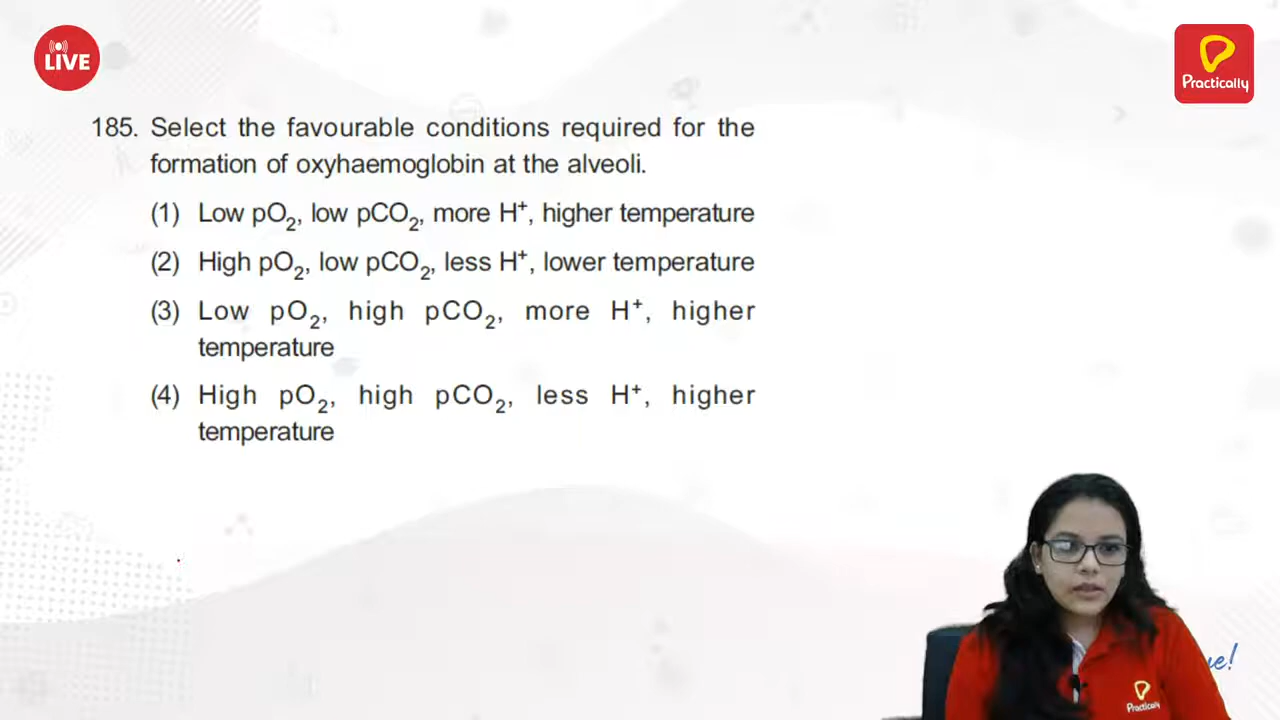 LIVE
Practically
185. Select the favourable conditions required for the
formation of oxyhaemoglobin at the alveoli.
(1) Low pO₂, low pCO₂, more H⁺, higher temperature
(2) High pO₂, low pCO₂, less H⁺, lower temperature
(3) Low pO₂, high pCO₂, more H⁺, higher
temperature
(4) High pO₂, high pCO₂, less H⁺, higher
temperature
Practically